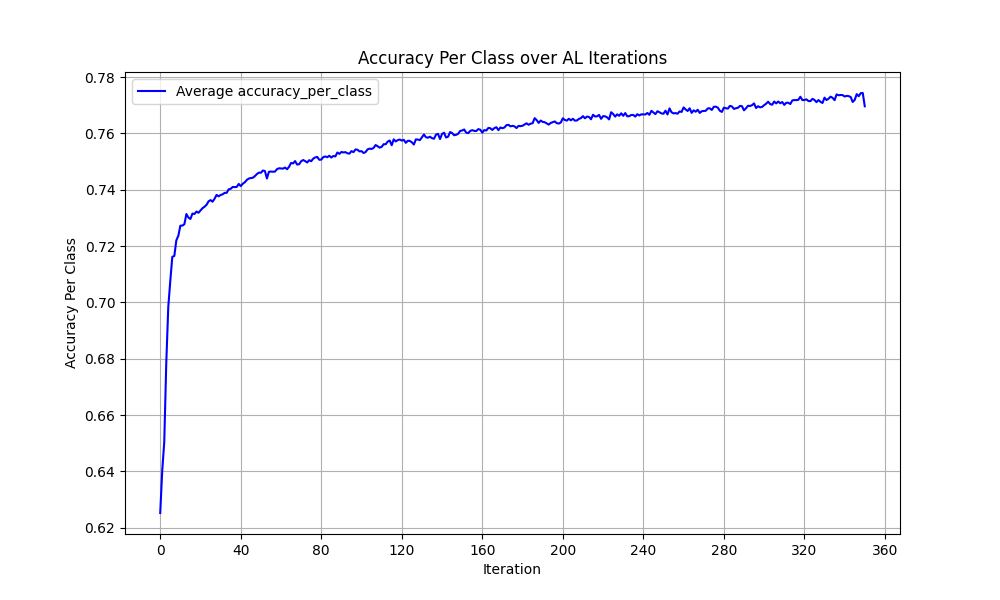 Accuracy Per Class over AL Iterations
Average accuracy_per_class
Accuracy Per Class
0.78
0.76
0.74
0.72
0.70
0.68
0.66
0.64
0.62
0 40 80 120 160 200 240 280 320 360
Iteration